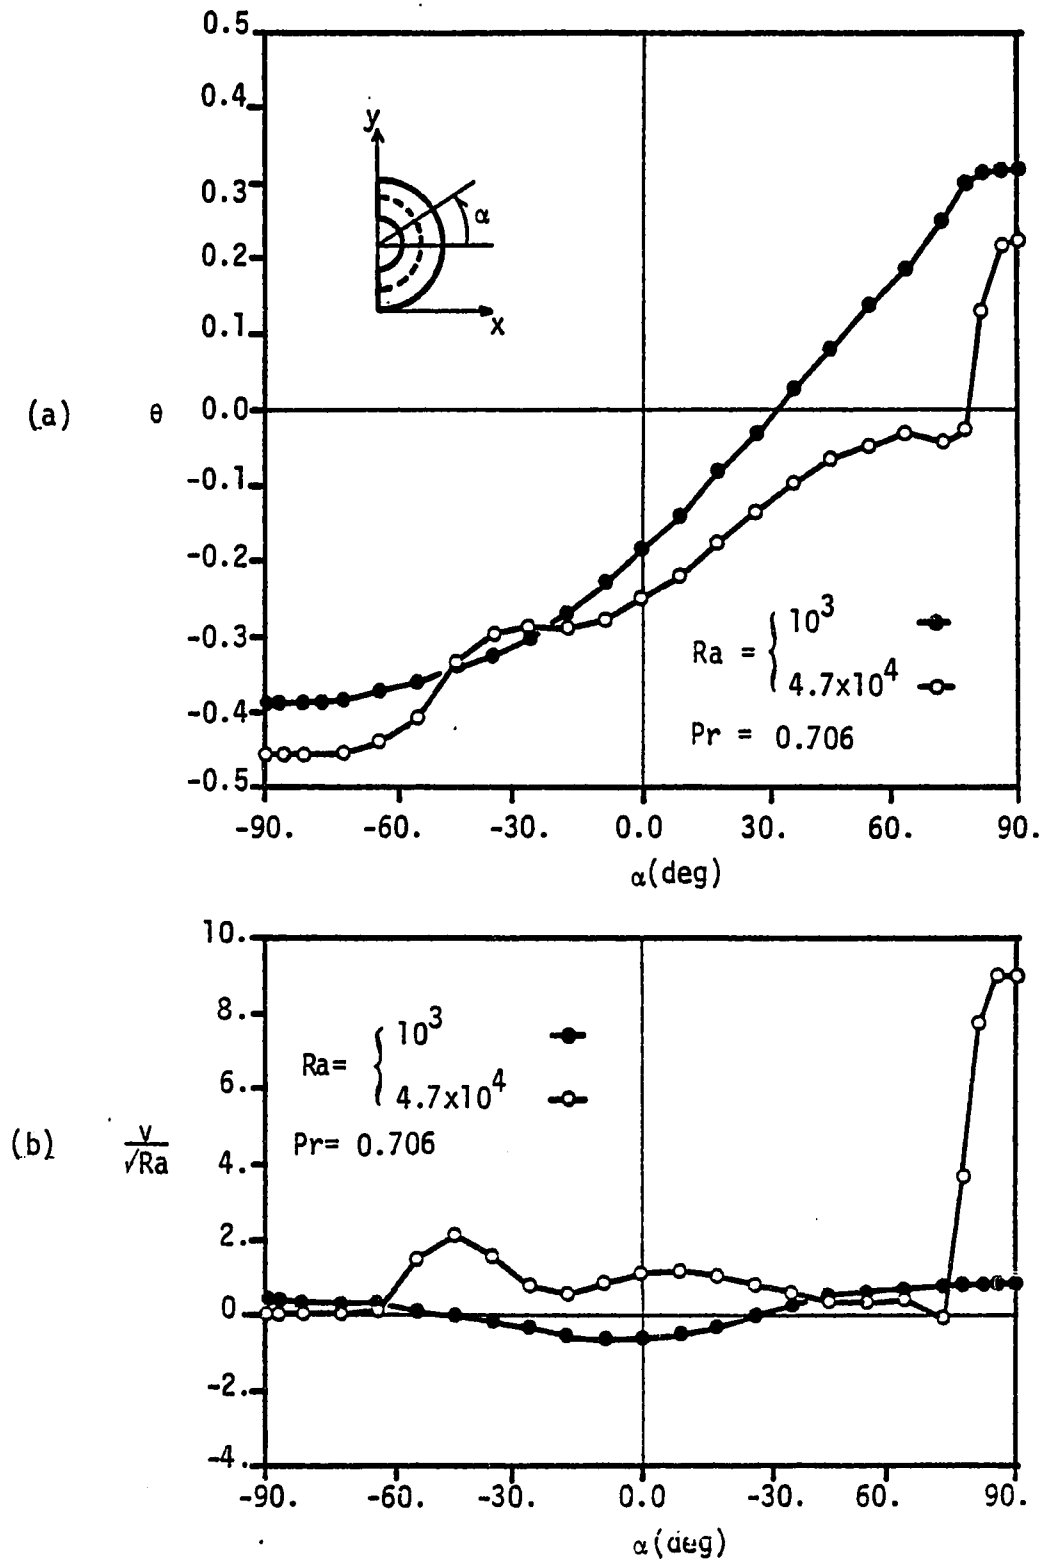 (a)
θ
0.5
0.4
0.3
0.2
0.1
0.0
-0.1
-0.2
-0.3
-0.4
-0.5
y
α
x
Ra =
10³
4.7x10⁴
Pr = 0.706
-90.
-60.
-30.
0.0
30.
60.
90.
α(deg)
(b)
v
√Ra
10.
8.
6.
4.
2.
0
-2.
-4.
Ra=
10³
4.7x10⁴
Pr= 0.706
-90.
-60.
-30.
0.0
-30.
60.
90.
α(deg)